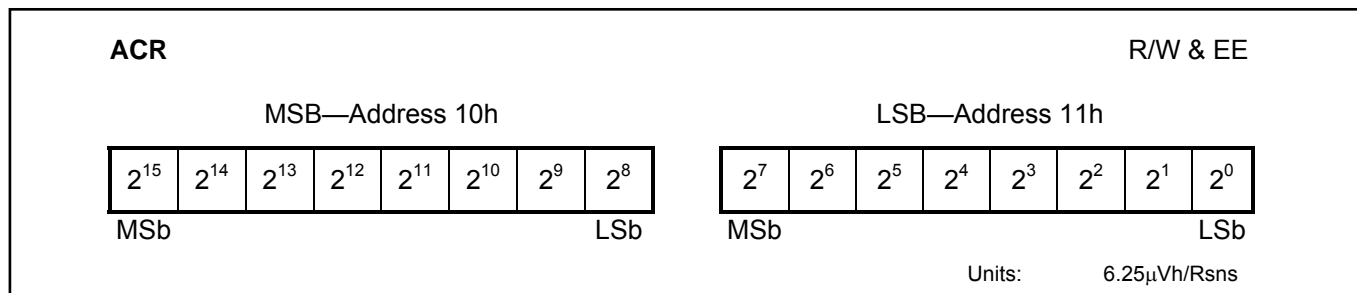 ACR R/W & EE
MSB—Address 10h LSB—Address 11h
2¹⁵ 2¹⁴ 2¹³ 2¹² 2¹¹ 2¹⁰ 2⁹ 2⁸ 2⁷ 2⁶ 2⁵ 2⁴ 2³ 2² 2¹ 2⁰
MSb LSb MSb LSb
Units: 6.25μVh/Rsns